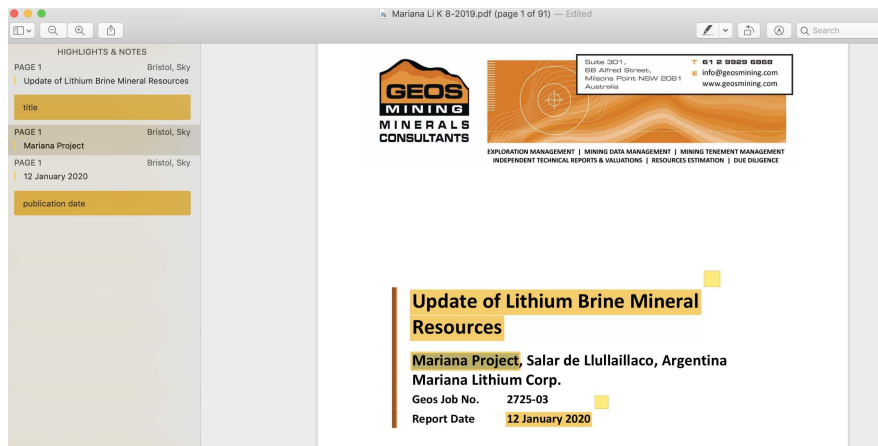 Mariana Li K 8-2019.pdf (page 1 of 91) — Edited
Search
HIGHLIGHTS & NOTES
PAGE 1 Bristol, Sky
Update of Lithium Brine Mineral Resources
title
PAGE 1 Bristol, Sky
Mariana Project
PAGE 1 Bristol, Sky
12 January 2020
publication date
GEOS
MINING
MINERALS
CONSULTANTS
Suite 301,
68 Alfred Street,
Milsons Point NSW 2061
Australia
T 61 2 9929 6868
E info@geosmining.com
www.geosmining.com
EXPLORATION MANAGEMENT | MINING DATA MANAGEMENT | MINING TENEMENT MANAGEMENT
INDEPENDENT TECHNICAL REPORTS & VALUATIONS | RESOURCES ESTIMATION | DUE DILIGENCE
Update of Lithium Brine Mineral
Resources
Mariana Project, Salar de Llullaillaco, Argentina
Mariana Lithium Corp.
Geos Job No. 2725-03
Report Date 12 January 2020